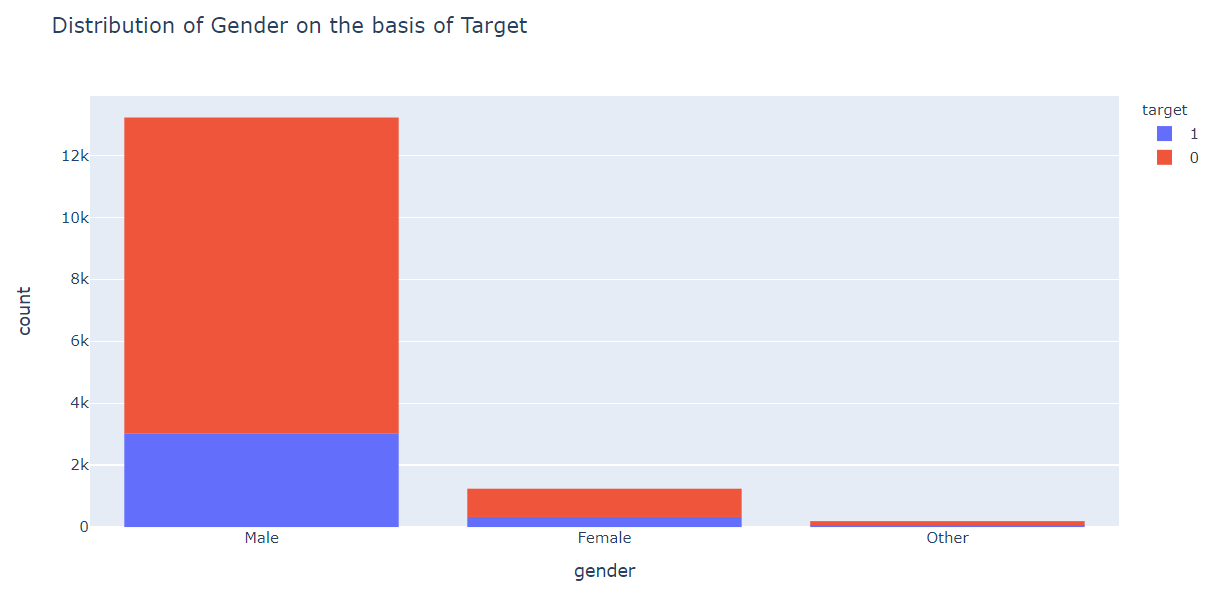 Distribution of Gender on the basis of Target
target
1
0
12k
10k
8k
6k
4k
2k
0
count
Male Female Other
gender